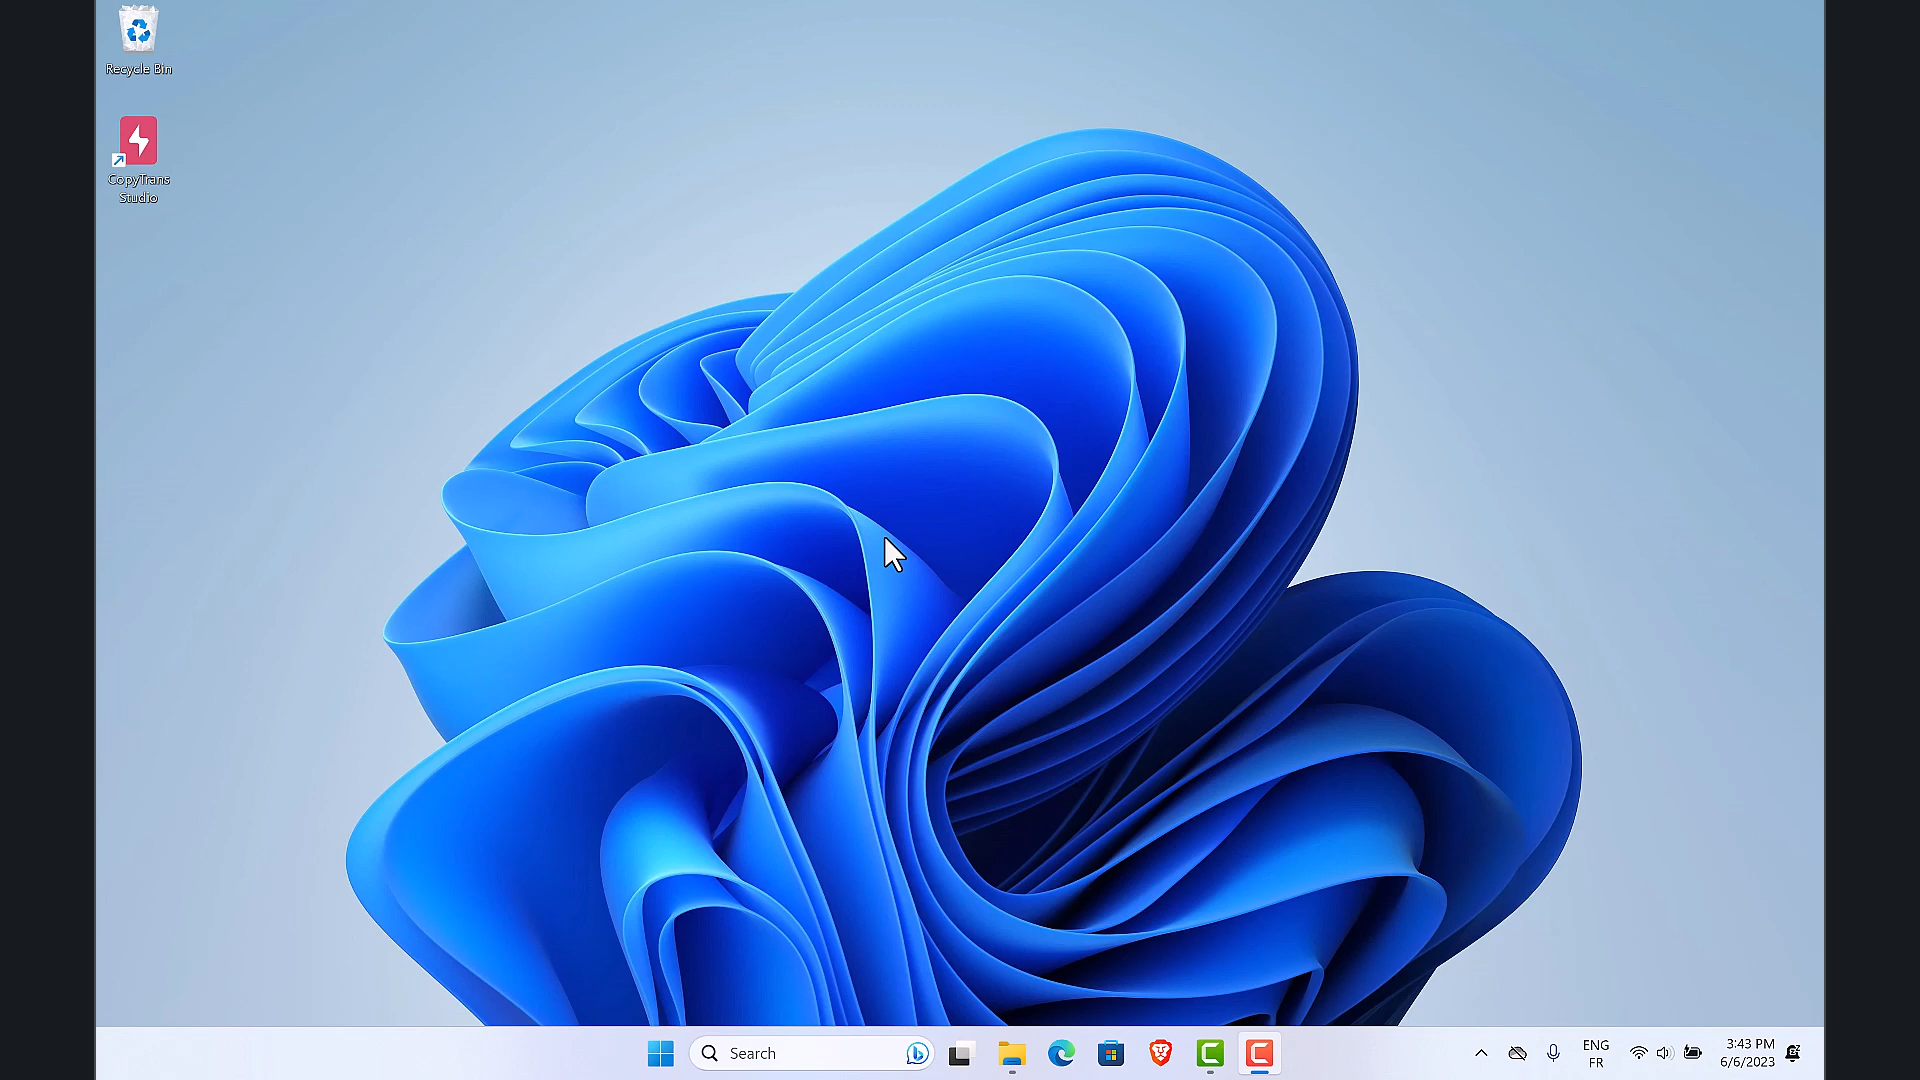 Recycle Bin
CopyTrans
Studio
Search
ENG
FR
3:43 PM
6/6/2023